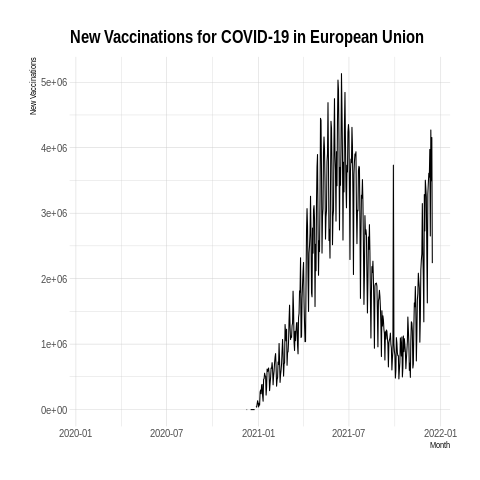 New Vaccinations for COVID-19 in European Union
New Vaccinations
5e+06
4e+06
3e+06
2e+06
1e+06
0e+00
2020-01 2020-07 2021-01 2021-07 2022-01
Month